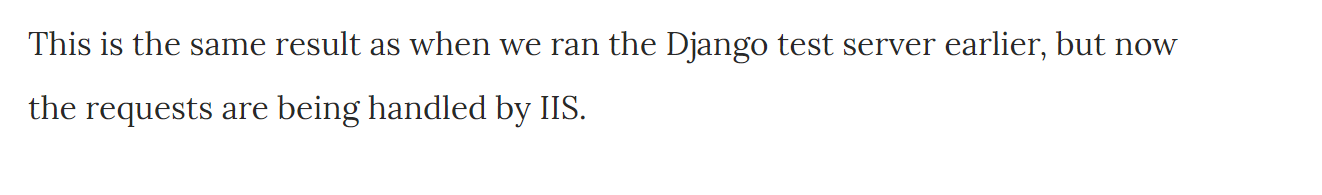 This is the same result as when we ran the Django test server earlier, but now
the requests are being handled by IIS.